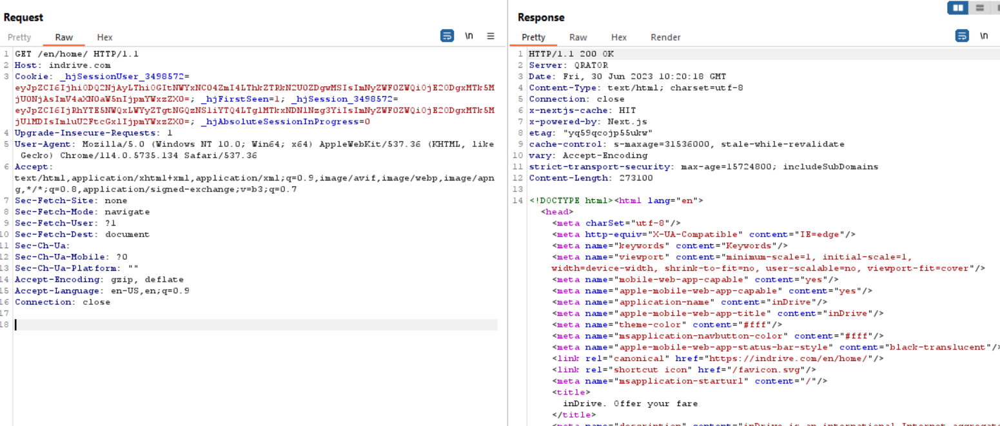 Request
Pretty Raw Hex \n
1 GET /en/home/ HTTP/1.1
2 Host: indrive.com
3 Cookie: _hjSessionUser_3498572=
eyJpZCI6IjhiODQ2NjAyLThiOGItNWYxNC04ZmI4LThkZTRkN2U0ZDgwMSIsImNyZWF0ZWQiOjE2ODgxMTk5M
jU0NjAsImV4aXN0aW5nIjpmYWxzZX0=; _hjFirstSeen=1; _hjSession_3498572=
eyJpZCI6IjRhYTE5NWQxLWYyZTgtNGQzNS1iYTQ4LTg1MTkxNDN1Nzg3YiIsImNyZWF0ZWQiOjE2ODgxMTk5M
jU1MDIsImluU2FtcGxlIjpmYWxzZX0=; _hjAbsoluteSessionInProgress=0
4 Upgrade-Insecure-Requests: 1
5 User-Agent: Mozilla/5.0 (Windows NT 10.0; Win64; x64) AppleWebKit/537.36 (KHTML, like
Gecko) Chrome/114.0.5735.134 Safari/537.36
6 Accept:
text/html,application/xhtml+xml,application/xml;q=0.9,image/avif,image/webp,image/apn
g,*/*;q=0.8,application/signed-exchange;v=b3;q=0.7
7 Sec-Fetch-Site: none
8 Sec-Fetch-Mode: navigate
9 Sec-Fetch-User: ?1
10 Sec-Fetch-Dest: document
11 Sec-Ch-Ua:
12 Sec-Ch-Ua-Mobile: ?0
13 Sec-Ch-Ua-Platform: ""
14 Accept-Encoding: gzip, deflate
15 Accept-Language: en-US,en;q=0.9
16 Connection: close
17
18
Response
Pretty Raw Hex Render \n
1 HTTP/1.1 200 OK
2 Server: QRATOR
3 Date: Fri, 30 Jun 2023 10:20:18 GMT
4 Content-Type: text/html; charset=utf-8
5 Connection: close
6 x-nextjs-cache: HIT
7 x-powered-by: Next.js
8 etag: "yq59qcojp55ukw"
9 cache-control: s-maxage=31536000, stale-while-revalidate
10 vary: Accept-Encoding
11 strict-transport-security: max-age=15724800; includeSubDomains
12 Content-Length: 273100
13
14 <!DOCTYPE html><html lang="en">
<head>
<meta charSet="utf-8"/>
<meta http-equiv="X-UA-Compatible" content="IE=edge"/>
<meta name="keywords" content="Keywords"/>
<meta name="viewport" content="minimum-scale=1, initial-scale=1,
width=device-width, shrink-to-fit=no, user-scalable=no, viewport-fit=cover"/>
<meta name="mobile-web-app-capable" content="yes"/>
<meta name="apple-mobile-web-app-capable" content="yes"/>
<meta name="application-name" content="inDrive"/>
<meta name="apple-mobile-web-app-title" content="inDrive"/>
<meta name="theme-color" content="#fff"/>
<meta name="msapplication-navbutton-color" content="#fff"/>
<meta name="apple-mobile-web-app-status-bar-style" content="black-translucent"/>
<link rel="canonical" href="https://indrive.com/en/home/"/>
<link rel="shortcut icon" href="/favicon.svg"/>
<meta name="msapplication-starturl" content="/"/>
<title>
inDrive. Offer your fare
</title>
<meta name="description" content="inDrive is an international Internet aggregate